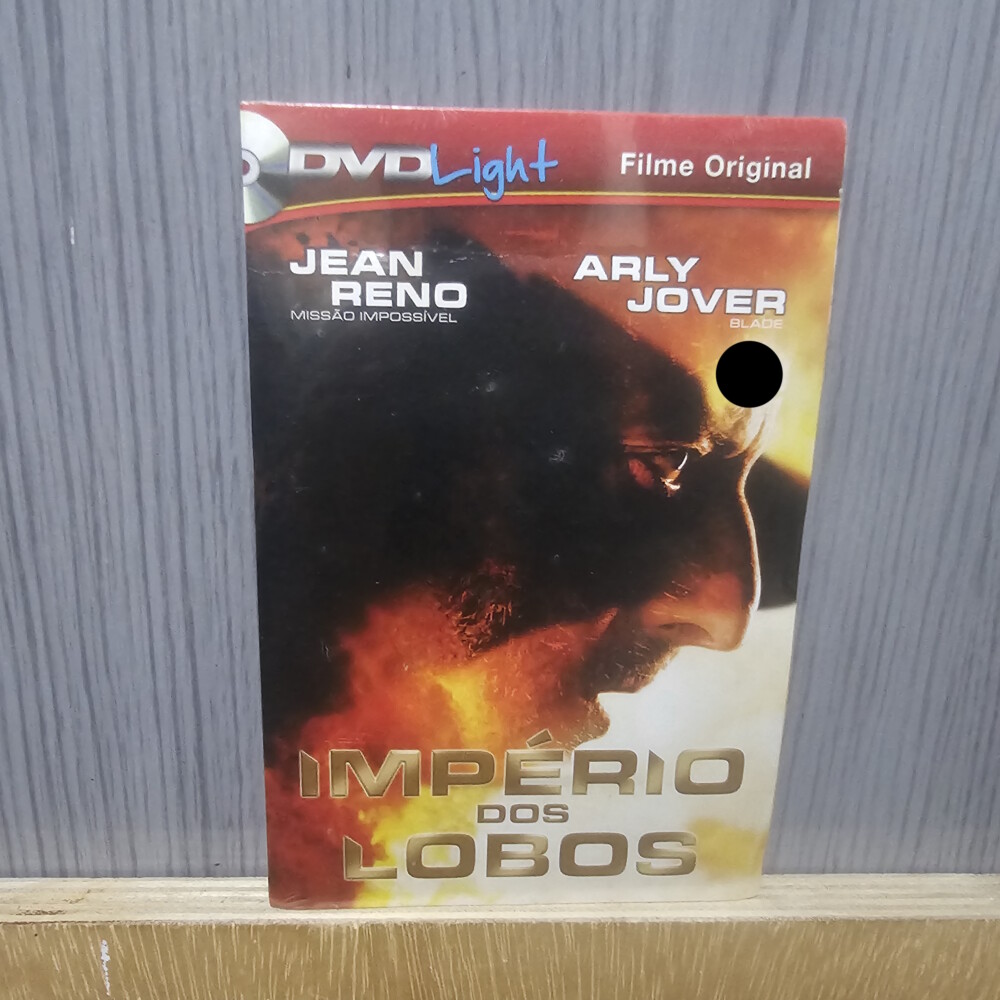 DVD Light
Filme Original
JEAN
RENO
MISSÃO IMPOSSÍVEL
ARLY
JOVER
BLADE
IMPÉRIO
DOS
LOBOS